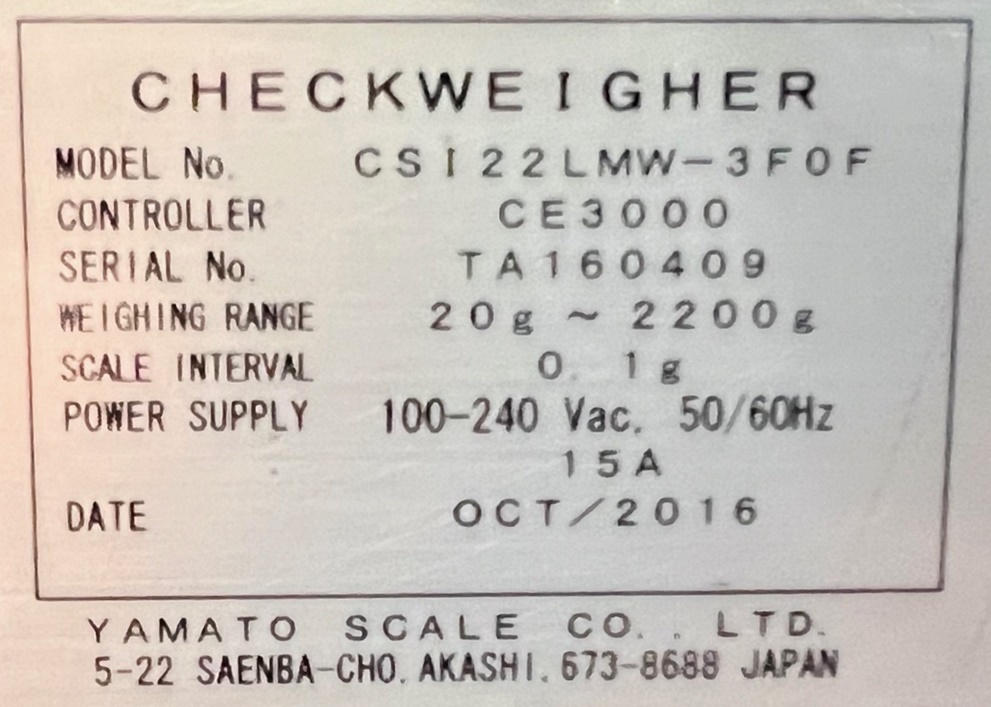 CHECKWEIGHER
MODEL No. CSI22LMW-3F0F
CONTROLLER CE3000
SERIAL No. TA160409
WEIGHING RANGE 20g ~ 2200g
SCALE INTERVAL 0. 1g
POWER SUPPLY 100-240 Vac. 50/60Hz
15A
DATE OCT/2016
YAMATO SCALE CO., LTD.
5-22 SAENBA-CHO. AKASHI. 673-8688 JAPAN